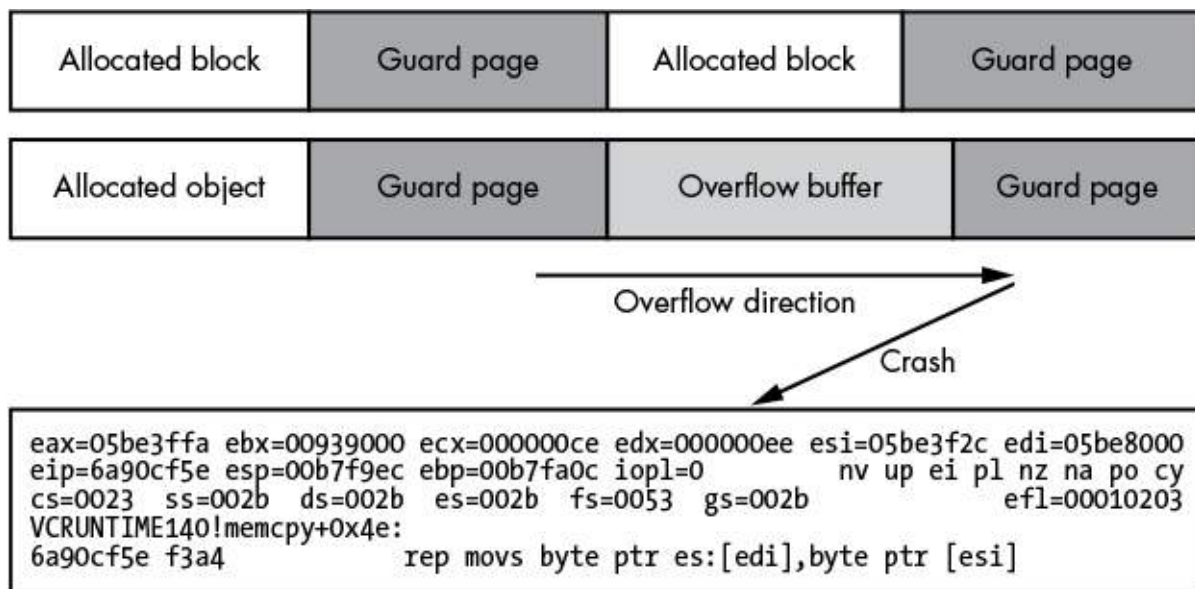 Allocated block Guard page Allocated block Guard page
Allocated object Guard page Overflow buffer Guard page
Overflow direction
Crash
eax=05be3ffa ebx=00939000 ecx=000000ce edx=000000ee esi=05be3f2c edi=05be8000
eip=6a90cf5e esp=00b7f9ec ebp=00b7fa0c iopl=0 nv up ei pl nz na po cy
cs=0023 ss=002b ds=002b es=002b fs=0053 gs=002b efl=00010203
VCRUNTIME140!memcpy+0x4e:
6a90cf5e f3a4 rep movs byte ptr es:[edi],byte ptr [esi]